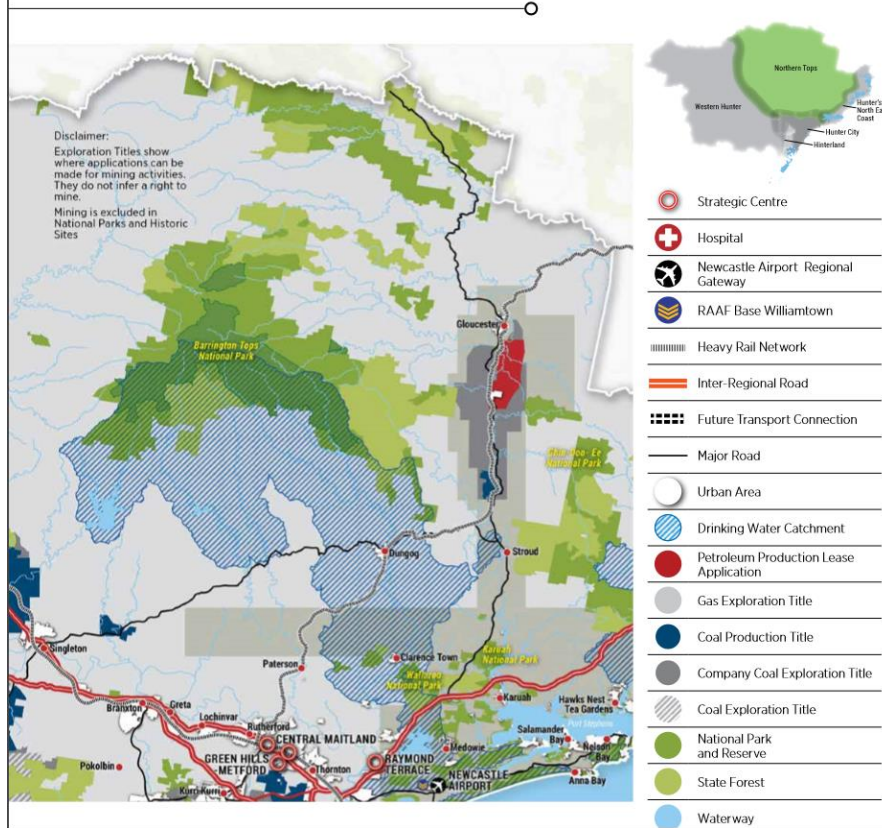 Disclaimer:
Exploration Titles show
where applications can be
made for mining activities.
They do not infer a right to
mine.
Mining is excluded in
National Parks and Historic
Sites
Barrington Tops
National Park
Gloucester
National Park
Dungog
Stroud
Singleton
Paterson
Clarence Town
Wallaroo
National Park
Karuah
National Park
Branxton
Greta
Lochinvar
Rutherford
CENTRAL MAITLAND
GREEN HILLS
METFORD
Thornton
RAYMOND
TERRACE
Medowie
NEWCASTLE
AIRPORT
Karuah
Hawks Nest
Tea Gardens
Port Stephens
Salamander
Bay
Nelson
Bay
Anna Bay
Pokolbin
Kurri Kurri
Northern Tops
Western Hunter
Hunter's
North Ea
Coast
Hunter City
Hinterland
Strategic Centre
Hospital
Newcastle Airport Regional
Gateway
RAAF Base Williamtown
Heavy Rail Network
Inter-Regional Road
Future Transport Connection
Major Road
Urban Area
Drinking Water Catchment
Petroleum Production Lease
Application
Gas Exploration Title
Coal Production Title
Company Coal Exploration Title
Coal Exploration Title
National Park
and Reserve
State Forest
Waterway